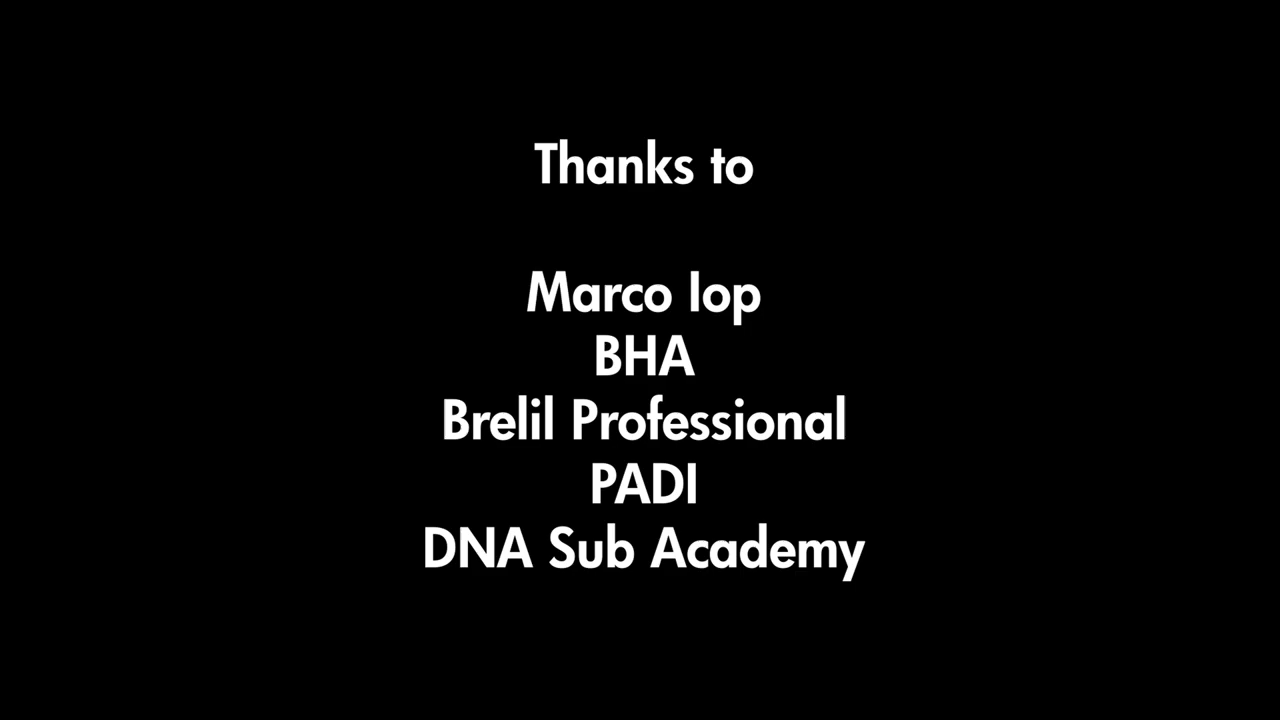 Thanks to
Marco Iop
BHA
Brelil Professional
PADI
DNA Sub Academy